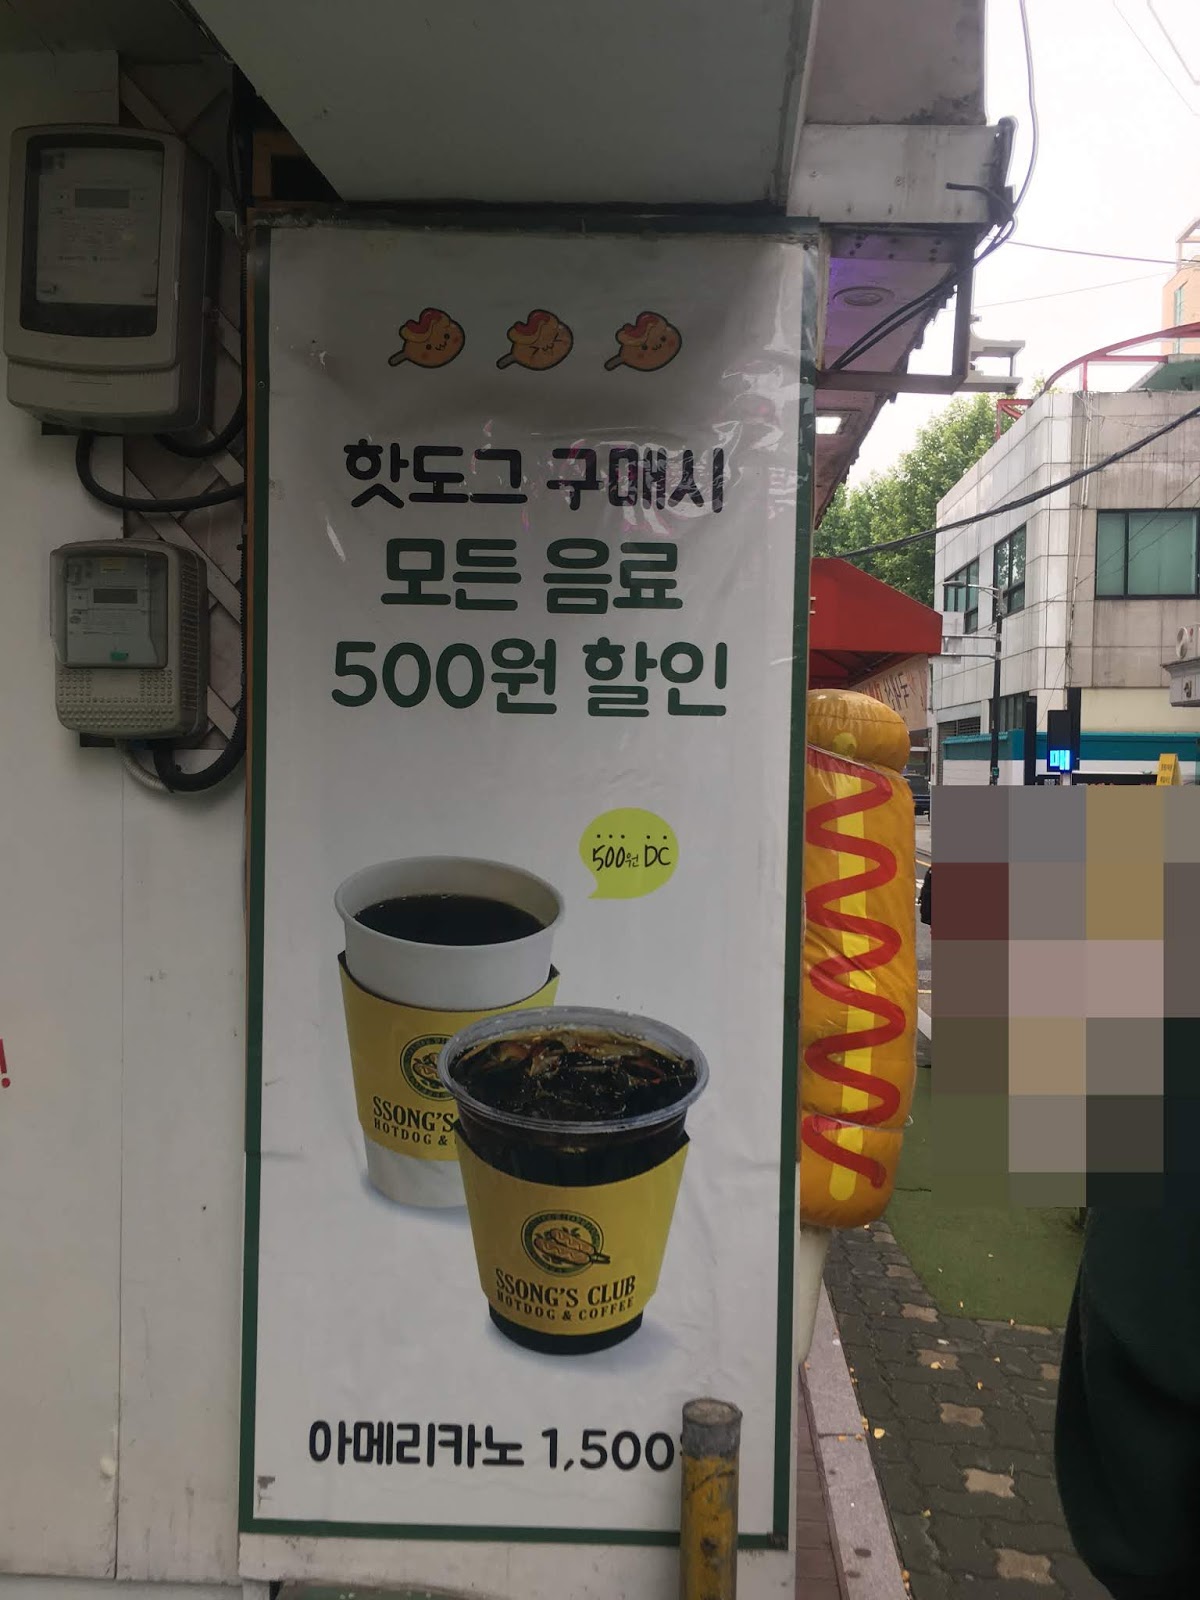 핫도그 구매시
모든 음료
500원 할인
500원 DC
SSONG'S
HOTDOG &
SSONG'S CLUB
HOTDOG & COFFEE
아메리카노 1,500
!